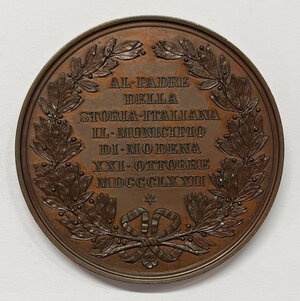 AL·PADRE
DELLA
STORIA·ITALIANA
IL·MUNICIPIO
DI·MODENA
XXI·OTTOBRE
MDCCCLXXII